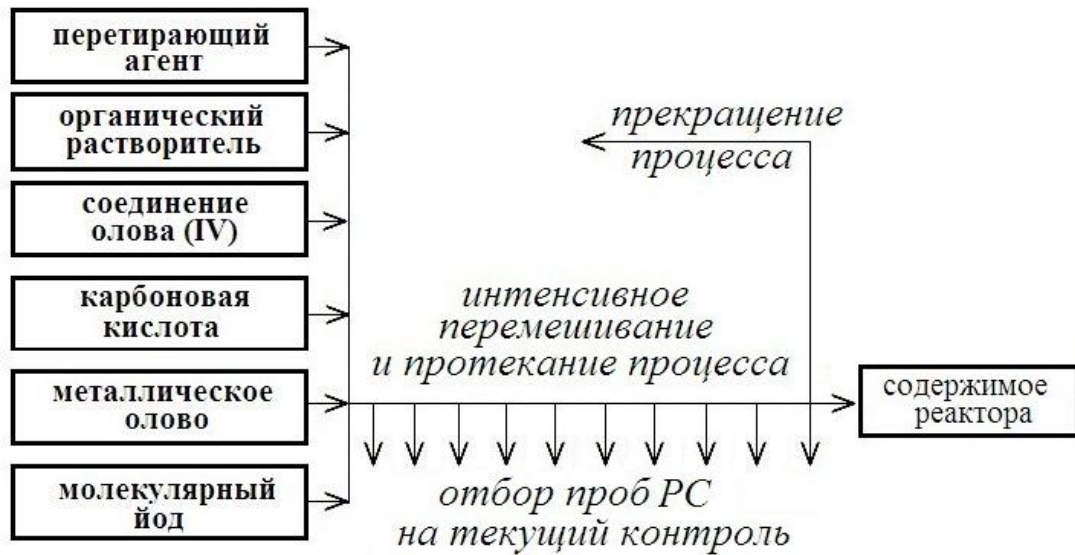 перетирающий
агент
органический
растворитель
соединение
олова (IV)
карбоновая
кислота
металлическое
олово
молекулярный
йод
прекращение
процесса
интенсивное
перемешивание
и протекание процесса
отбор проб РС
на текущий контроль
содержимое
реактора